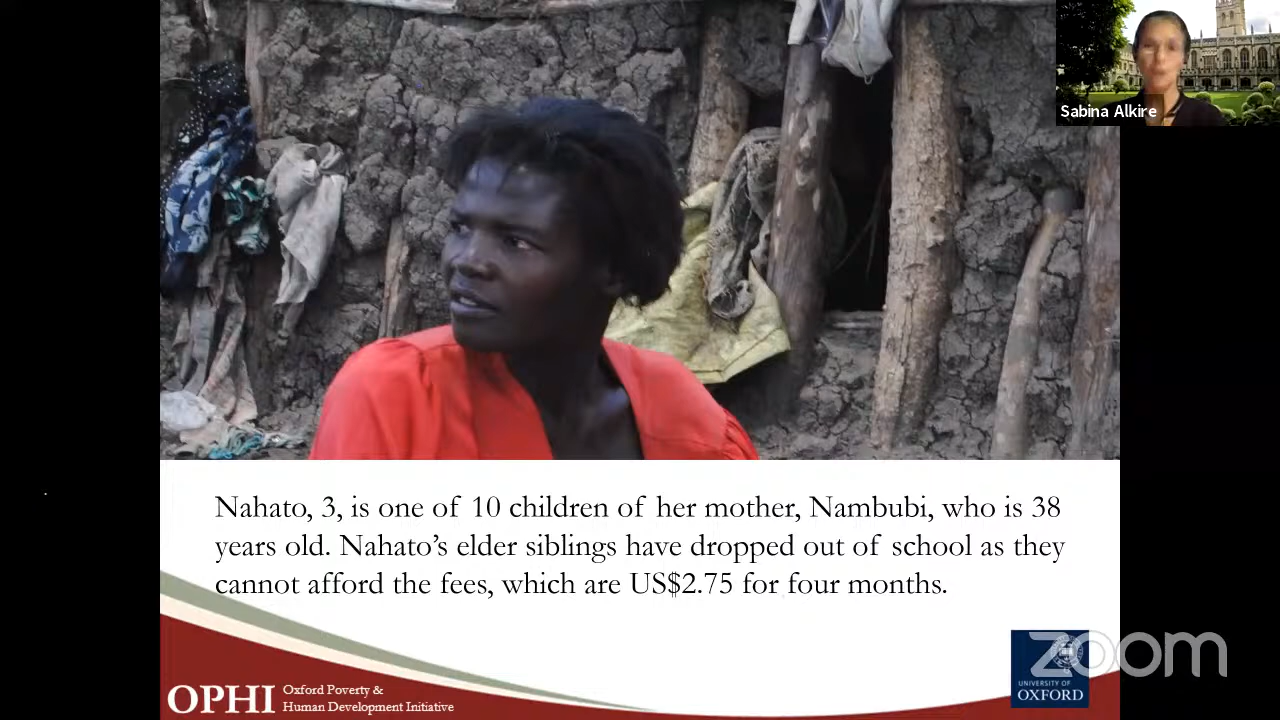 Sabina Alkire
Nahato, 3, is one of 10 children of her mother, Nambubi, who is 38
years old. Nahato’s elder siblings have dropped out of school as they
cannot afford the fees, which are US$2.75 for four months.
OPHI
Oxford Poverty &
Human Development Initiative
UNIVERSITY OF
OXFORD
zoom